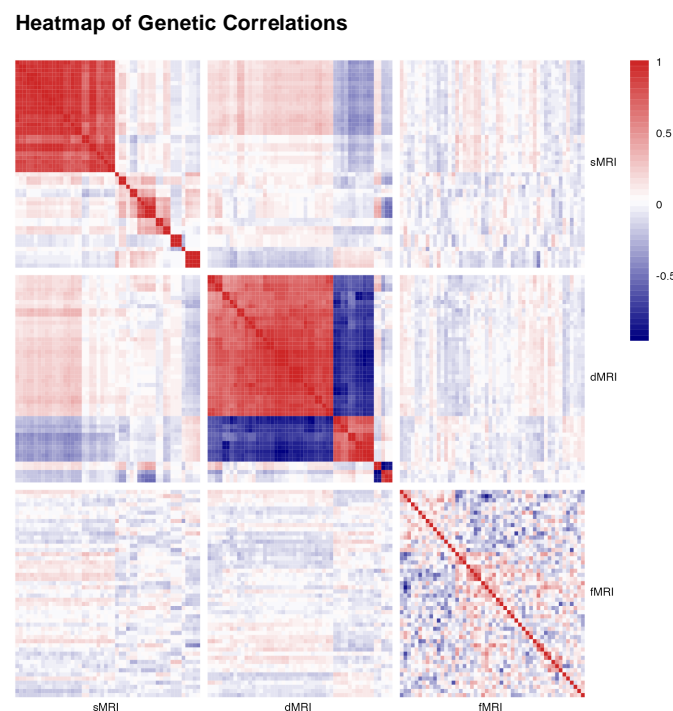 Heatmap of Genetic Correlations
1
0.5
0
-0.5
sMRI
dMRI
fMRI
sMRI
dMRI
fMRI